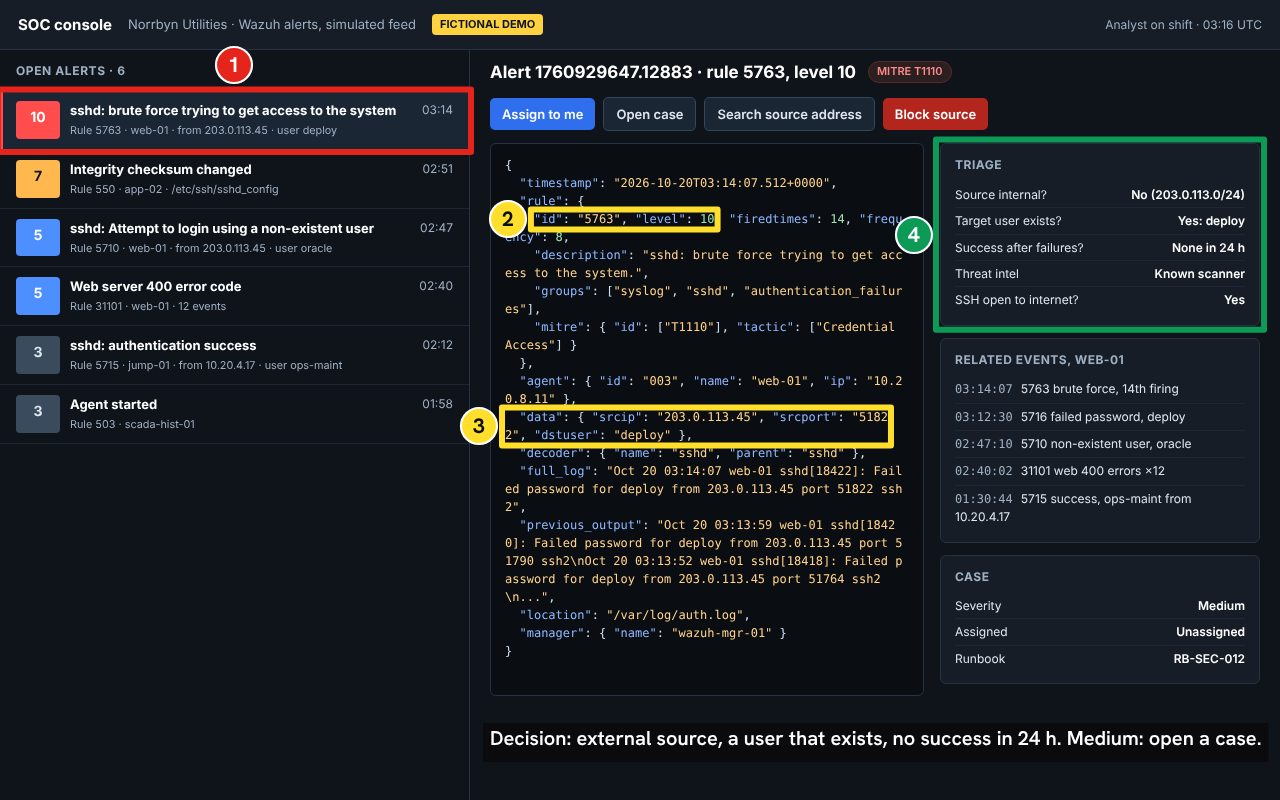 SOC console Norrbyn Utilities · Wazuh alerts, simulated feed FICTIONAL DEMO Analyst on shift · 03:16 UTC
OPEN ALERTS · 6
1
10 sshd: brute force trying to get access to the system 03:14
Rule 5763 · web-01 · from 203.0.113.45 · user deploy
7 Integrity checksum changed 02:51
Rule 550 · app-02 · /etc/ssh/sshd_config
5 sshd: Attempt to login using a non-existent user 02:47
Rule 5710 · web-01 · from 203.0.113.45 · user oracle
5 Web server 400 error code 02:40
Rule 31101 · web-01 · 12 events
3 sshd: authentication success 02:12
Rule 5715 · jump-01 · from 10.20.4.17 · user ops-maint
3 Agent started 01:58
Rule 503 · scada-hist-01
Alert 1760929647.12883 · rule 5763, level 10 MITRE T1110
Assign to me Open case Search source address Block source
{
"timestamp": "2026-10-20T03:14:07.512+0000",
"rule": {
2
"id": "5763", "level": 10 "firedtimes": 14, "frequ
ency": 8,
"description": "sshd: brute force trying to get acc
ess to the system.",
"groups": ["syslog", "sshd", "authentication_failur
es"],
"mitre": { "id": ["T1110"], "tactic": ["Credential
Access"] }
},
"agent": { "id": "003", "name": "web-01", "ip": "10.2
0.8.11" },
3
"data": { "srcip": "203.0.113.45", "srcport": "5182
2", "dstuser": "deploy" },
"decoder": { "name": "sshd", "parent": "sshd" },
"full_log": "Oct 20 03:14:07 web-01 sshd[18422]: Fail
ed password for deploy from 203.0.113.45 port 51822 ssh
2",
"previous_output": "Oct 20 03:13:59 web-01 sshd[1842
0]: Failed password for deploy from 203.0.113.45 port 5
1790 ssh2\nOct 20 03:13:52 web-01 sshd[18418]: Failed p
assword for deploy from 203.0.113.45 port 51764 ssh2
\n...",
"location": "/var/log/auth.log",
"manager": { "name": "wazuh-mgr-01" }
}
4
TRIAGE
Source internal? No (203.0.113.0/24)
Target user exists? Yes: deploy
Success after failures? None in 24 h
Threat intel Known scanner
SSH open to internet? Yes
RELATED EVENTS, WEB-01
03:14:07 5763 brute force, 14th firing
03:12:30 5716 failed password, deploy
02:47:10 5710 non-existent user, oracle
02:40:02 31101 web 400 errors ×12
01:30:44 5715 success, ops-maint from
10.20.4.17
CASE
Severity Medium
Assigned Unassigned
Runbook RB-SEC-012
Decision: external source, a user that exists, no success in 24 h. Medium: open a case.